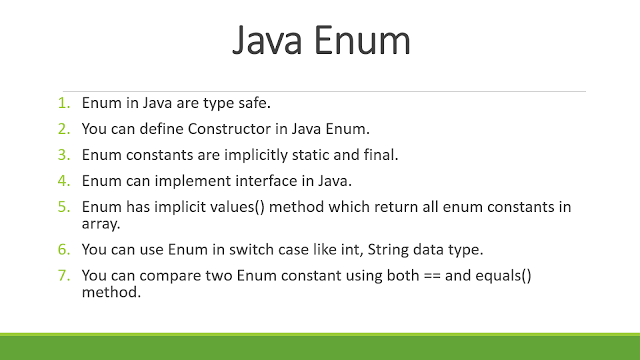 Java Enum
1. Enum in Java are type safe.
2. You can define Constructor in Java Enum.
3. Enum constants are implicitly static and final.
4. Enum can implement interface in Java.
5. Enum has implicit values() method which return all enum constants in
array.
6. You can use Enum in switch case like int, String data type.
7. You can compare two Enum constant using both == and equals()
method.